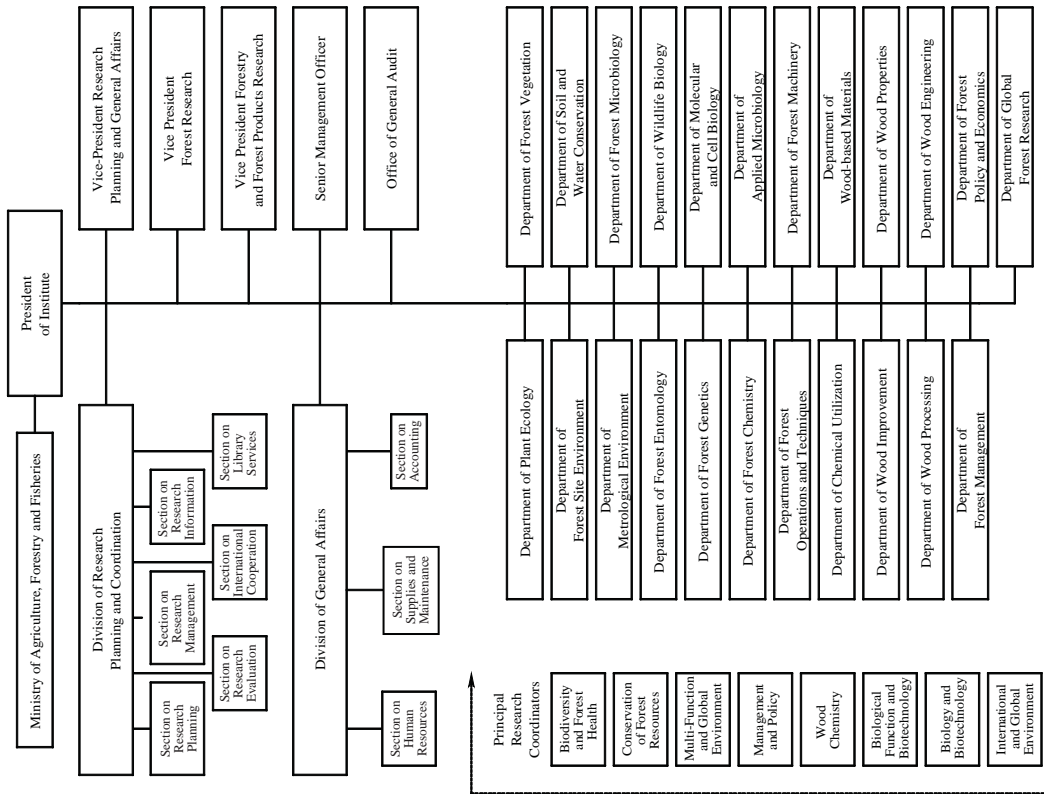 President
of Institute
Ministry of Agriculture, Forestry and Fisheries
Vice-President Research
Planning and General Affairs
Vice President
Forest Research
Vice President Forestry
and Forest Products Research
Senior Management Officer
Office of General Audit
Division of Research
Planning and Coordination
Section on
Research
Planning
Section on
Research
Evaluation
Section on
Research
Management
Section on
International
Cooperation
Section on
Research
Information
Section on
Library
Services
Division of General Affairs
Section on
Human
Resources
Section on
Supplies and
Maintenance
Section on
Accounting
Department of Plant Ecology
Department of Forest Vegetation
Department of
Forest Site Environment
Department of Soil and
Water Conservation
Department of
Metrological Environment
Department of Forest Microbiology
Department of Forest Entomology
Department of Wildlife Biology
Department of Forest Genetics
Department of Molecular
and Cell Biology
Department of Forest Chemistry
Department of
Applied Microbiology
Department of Forest
Operations and Techniques
Department of Forest Machinery
Department of Chemical Utilization
Department of
Wood-based Materials
Department of Wood Improvement
Department of Wood Properties
Department of Wood Processing
Department of Wood Engineering
Department of
Forest Management
Department of Forest
Policy and Economics
Department of Global
Forest Research
Principal
Research
Coordinators
Biodiversity
and Forest
Health
Conservation
of Forest
Resources
Multi-Function
and Global
Environment
Management
and Policy
Wood
Chemistry
Biological
Function and
Biotechnology
Biology and
Biotechnology
International
and Global
Environment